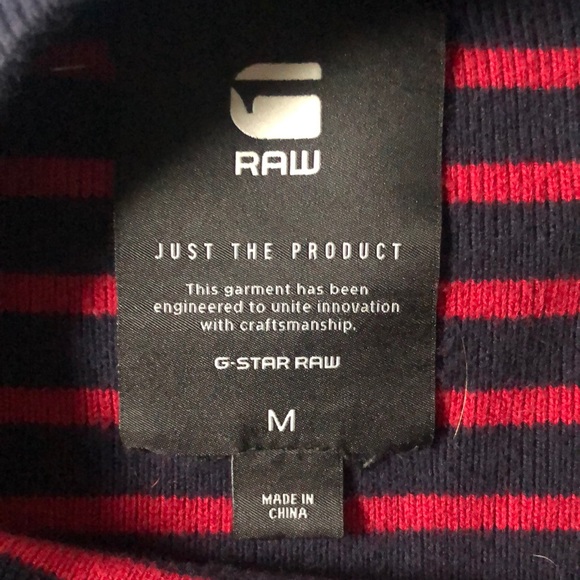 RAW
JUST THE PRODUCT
This garment has been
engineered to unite innovation
with craftsmanship.
G-STAR RAW
M
MADE IN
CHINA